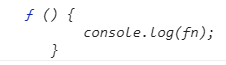 f () {
console.log(fn);
}